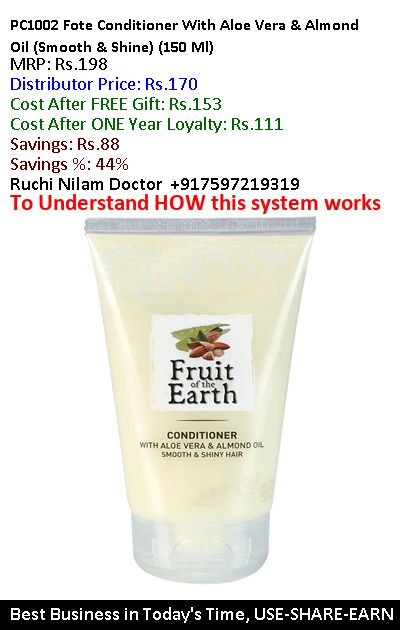 PC1002 Fote Conditioner With Aloe Vera & Almond
Oil (Smooth & Shine) (150 Ml)
MRP: Rs.198
Distributor Price: Rs.170
Cost After FREE Gift: Rs.153
Cost After ONE Year Loyalty: Rs.111
Savings: Rs.88
Savings %: 44%
Ruchi Nilam Doctor +917597219319
To Understand HOW this system works
Fruit
of the
Earth
CONDITIONER
WITH ALOE VERA & ALMOND OIL
SMOOTH & SHINY HAIR
Best Business in Today's Time, USE-SHARE-EARN